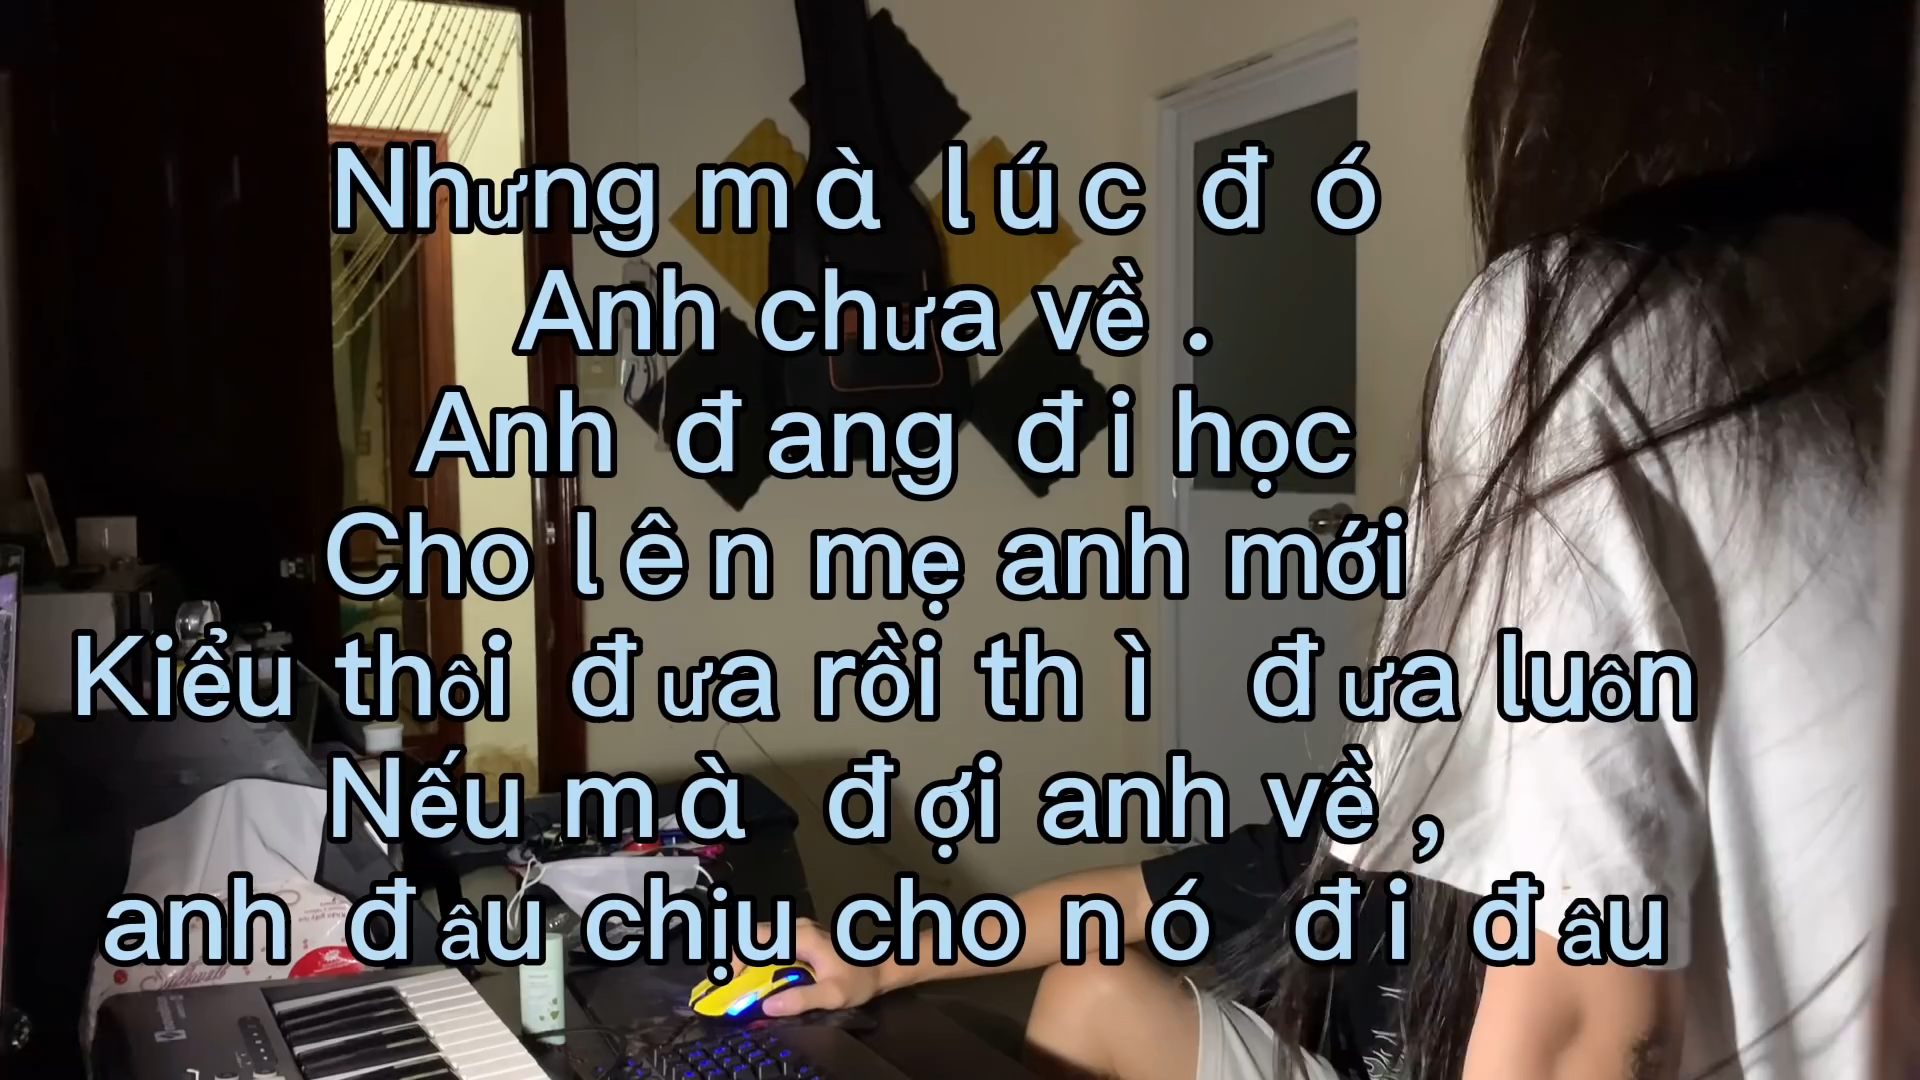 Nhưng mà lúc đó
Anh chưa về.
Anh đang đi học
Cho lên mẹ anh mới
Kiểu thôi đưa rồi thì đưa luôn
Nếu mà đợi anh về,
anh đâu chịu cho nó đi đâu